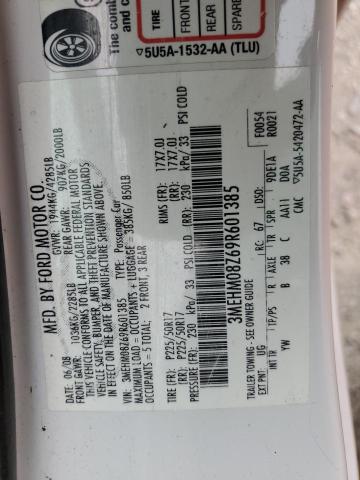 The combined
and c
FRONT
REAR
SPARE
▽5U5A-1532-AA (TLU)
MFD. BY FORD MOTOR CO.
06/08 GVWR: 1944KG/4285LB
FRONT GAWR: 1036KG/2285LB REAR GAWR: 907KG/2000LB
THIS VEHICLE CONFORMS TO ALL APPLICABLE FEDERAL MOTOR
VEHICLE SAFETY, BUMPER, AND THEFT PREVENTION STANDARDS
IN EFFECT ON THE DATE OF MANUFACTURE SHOWN ABOVE.
VIN: 3MEHM08Z69R601385 TYPE: Passenger Car
MAXIMUM LOAD = OCCUPANTS + LUGGAGE = 385KG/ 850LB
OCCUPANTS = 5 TOTAL; 2 FRONT, 3 REAR
TIRE (FR): P225/50R17 RIMS (FR): 17X7.0J
TIRE (RR): P225/50R17 (RR): 17X7.0J
PRESSURE (FR): 230 kPa/ 33 PSI COLD (RR): 230 kPa/ 33 PSI COLD
3MEHM08Z69R601385
TRAILER TOWING - SEE OWNER GUIDE F0054
EXT PNT: UG RC: 67 DSO: R0021
INT TR TP/PS R AXLE TR SPR 9DE1A
YW B 38 C AA11 DOA
CMC ▽5U5A-5420472-AA